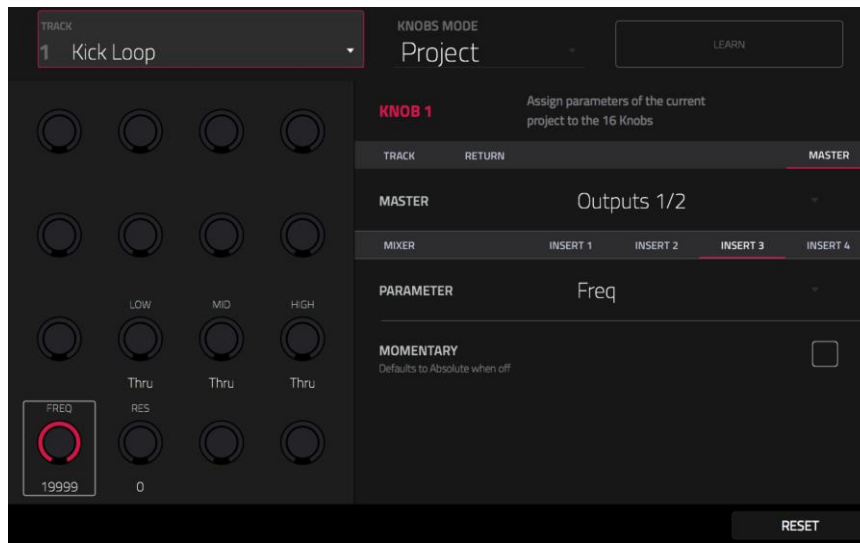 TRACK
1 Kick Loop
KNOBS MODE
Project
LEARN
KNOB 1
Assign parameters of the current
project to the 16 Knobs
TRACK RETURN MASTER
MASTER Outputs 1/2
MIXER INSERT 1 INSERT 2 INSERT 3 INSERT 4
PARAMETER Freq
MOMENTARY
Defaults to Absolute when off
LOW MID HIGH
Thru Thru Thru
FREQ RES
19999 0
RESET